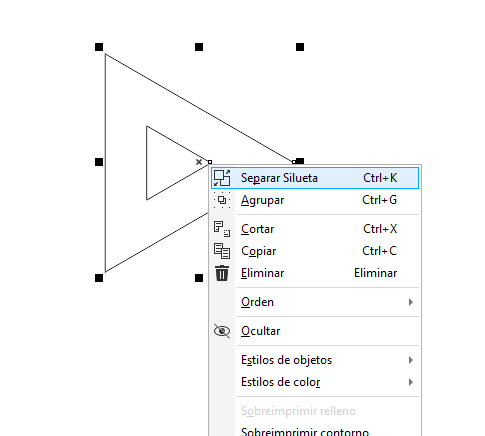 Separar Silueta Ctrl+K
Agrupar Ctrl+G
Cortar Ctrl+X
Copiar Ctrl+C
Eliminar Eliminar
Orden
Ocultar
Estilos de objetos
Estilos de color
Sobreimprimir relleno
Sobreimprimir contorno